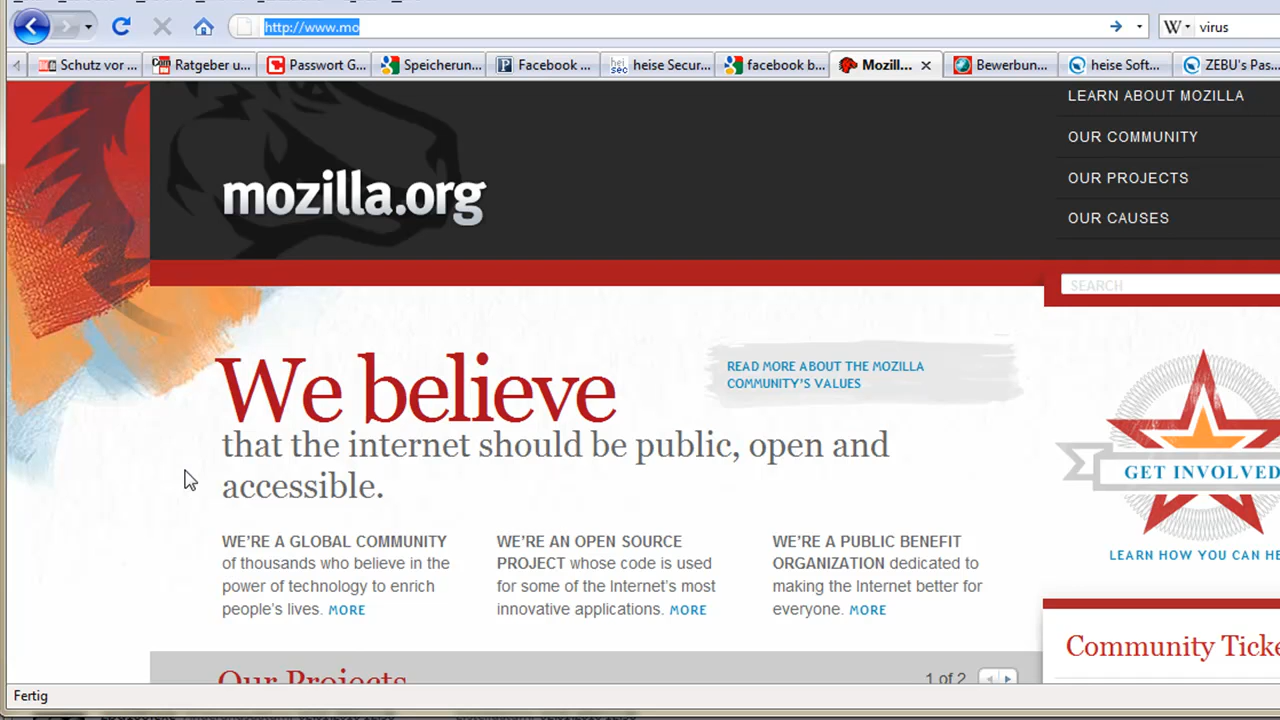 http://www.mo
virus
Schutz vor ...
Ratgeber u...
Passwort G...
Speicherun...
Facebook ...
heise Secur...
facebook b...
Mozill...
Bewerbun...
heise Soft...
ZEBU's Pas...
LEARN ABOUT MOZILLA
OUR COMMUNITY
OUR PROJECTS
OUR CAUSES
mozilla.org
SEARCH
We believe
that the internet should be public, open and
accessible.
READ MORE ABOUT THE MOZILLA
COMMUNITY'S VALUES
GET INVOLVED
LEARN HOW YOU CAN HE
WE'RE A GLOBAL COMMUNITY
of thousands who believe in the
power of technology to enrich
people's lives. MORE
WE'RE AN OPEN SOURCE
PROJECT whose code is used
for some of the Internet's most
innovative applications. MORE
WE'RE A PUBLIC BENEFIT
ORGANIZATION dedicated to
making the Internet better for
everyone. MORE
Our Projects
1 of 2
Community Ticke
Fertig